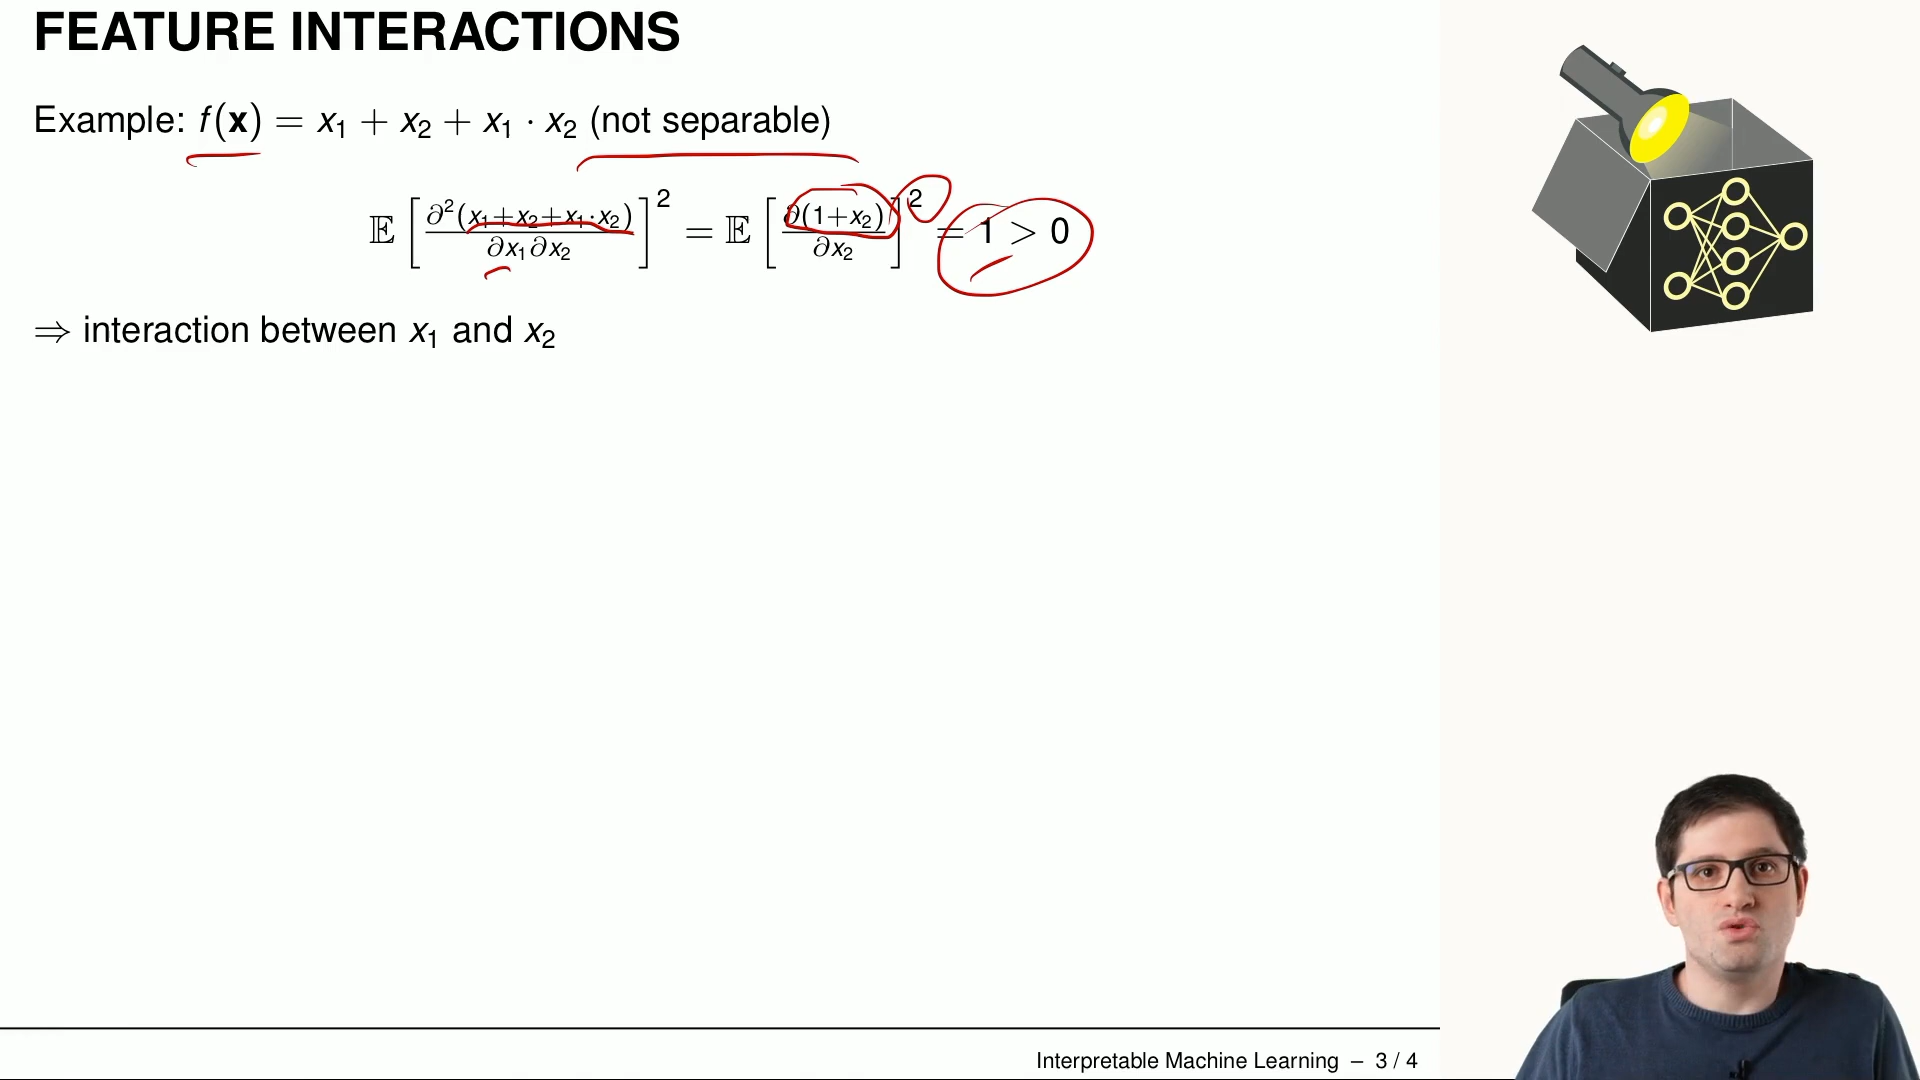 FEATURE INTERACTIONS
Example: f(𝐱) = x₁ + x₂ + x₁ · x₂ (not separable)
𝔼 [ ∂²(x₁+x₂+x₁·x₂) / ∂x₁∂x₂ ]² = 𝔼 [ ∂(1+x₂) / ∂x₂ ]² = 1 > 0
⇒ interaction between x₁ and x₂
Interpretable Machine Learning – 3 / 4